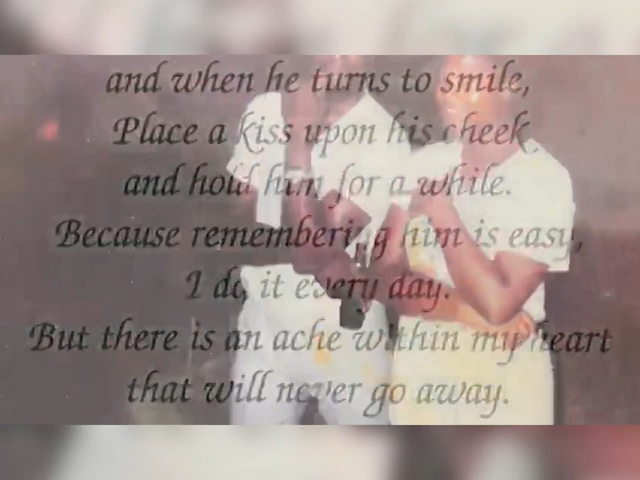 and when he turns to smile,
Place a kiss upon his cheek
and hold him for a while.
Because remembering him is easy,
I do it every day.
But there is an ache within my heart
that will never go away.